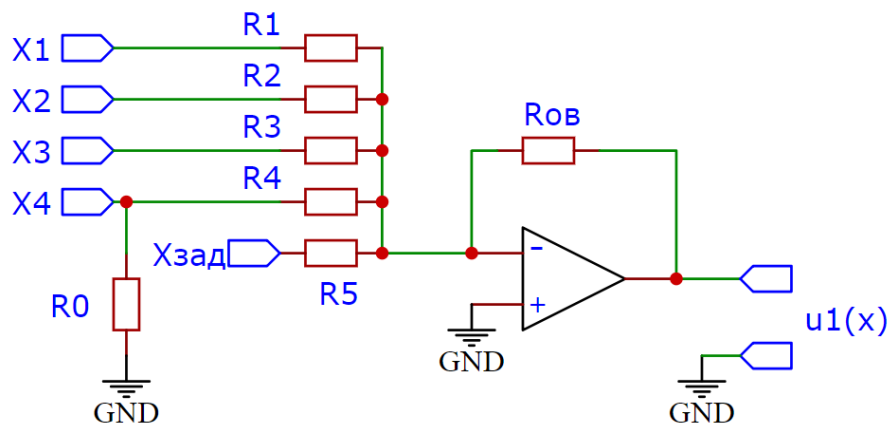 X1
R1
X2
R2
X3
R3
X4
R4
Rов
Xзад
R5
R0
-
+
u1(x)
GND
GND
GND